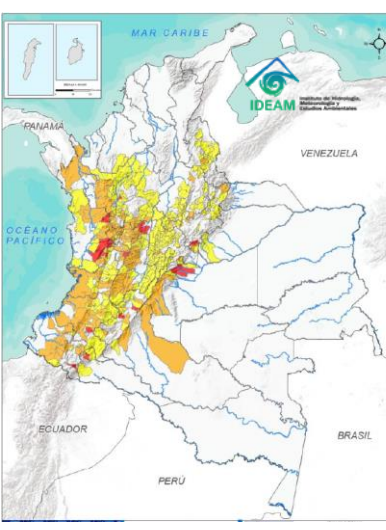 MAR CARIBE
IDEAM
Instituto de Hidrología,
Meteorología y
Estudios Ambientales
PANAMÁ
VENEZUELA
OCÉANO
PACÍFICO
ECUADOR
BRASIL
PERÚ